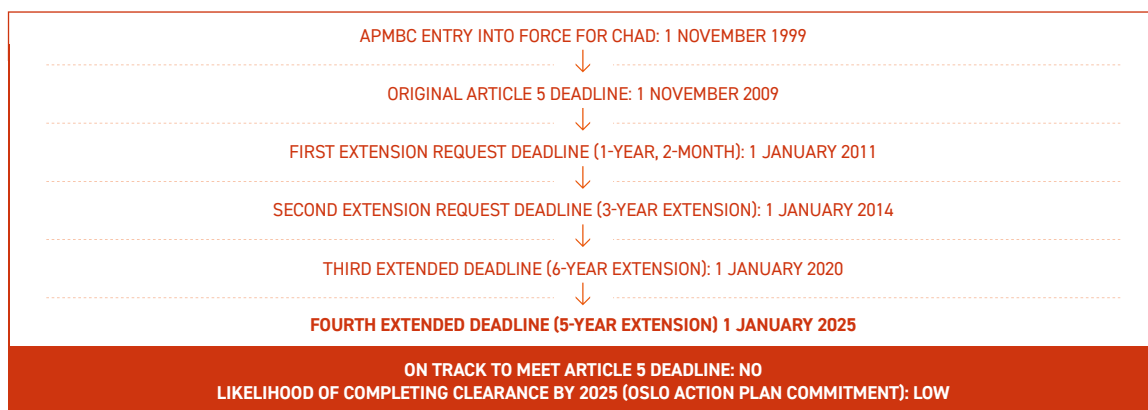 APMBC ENTRY INTO FORCE FOR CHAD: 1 NOVEMBER 1999
ORIGINAL ARTICLE 5 DEADLINE: 1 NOVEMBER 2009
FIRST EXTENSION REQUEST DEADLINE (1-YEAR, 2-MONTH): 1 JANUARY 2011
SECOND EXTENSION REQUEST DEADLINE (3-YEAR EXTENSION): 1 JANUARY 2014
THIRD EXTENDED DEADLINE (6-YEAR EXTENSION): 1 JANUARY 2020
FOURTH EXTENDED DEADLINE (5-YEAR EXTENSION) 1 JANUARY 2025
ON TRACK TO MEET ARTICLE 5 DEADLINE: NO
LIKELIHOOD OF COMPLETING CLEARANCE BY 2025 (OSLO ACTION PLAN COMMITMENT): LOW